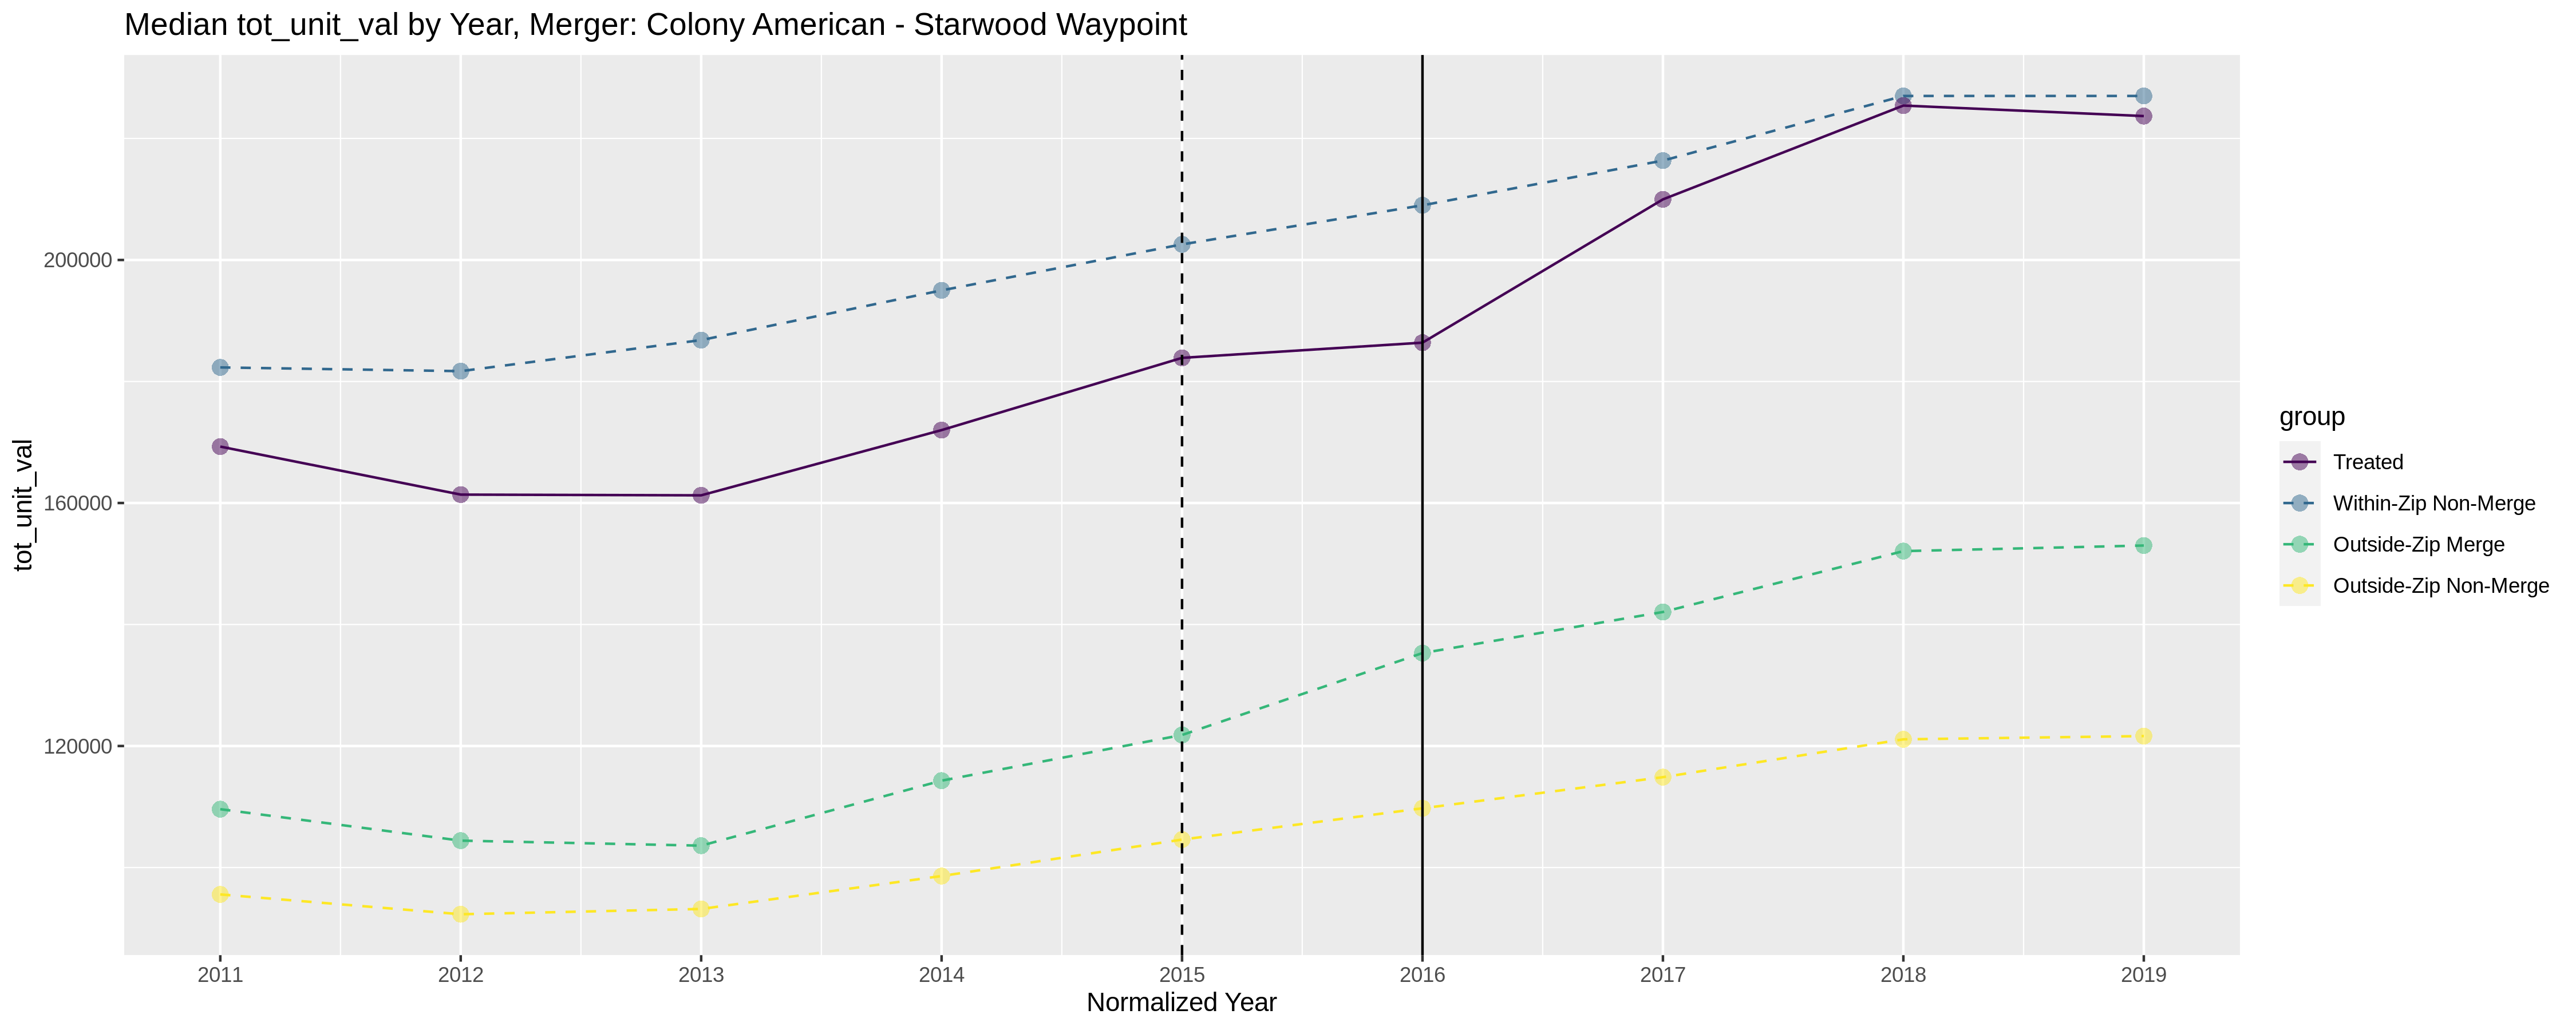 Median tot_unit_val by Year, Merger: Colony American - Starwood Waypoint
tot_unit_val
200000
160000
120000
2011 2012 2013 2014 2015 2016 2017 2018 2019
Normalized Year
group
Treated
Within-Zip Non-Merge
Outside-Zip Merge
Outside-Zip Non-Merge